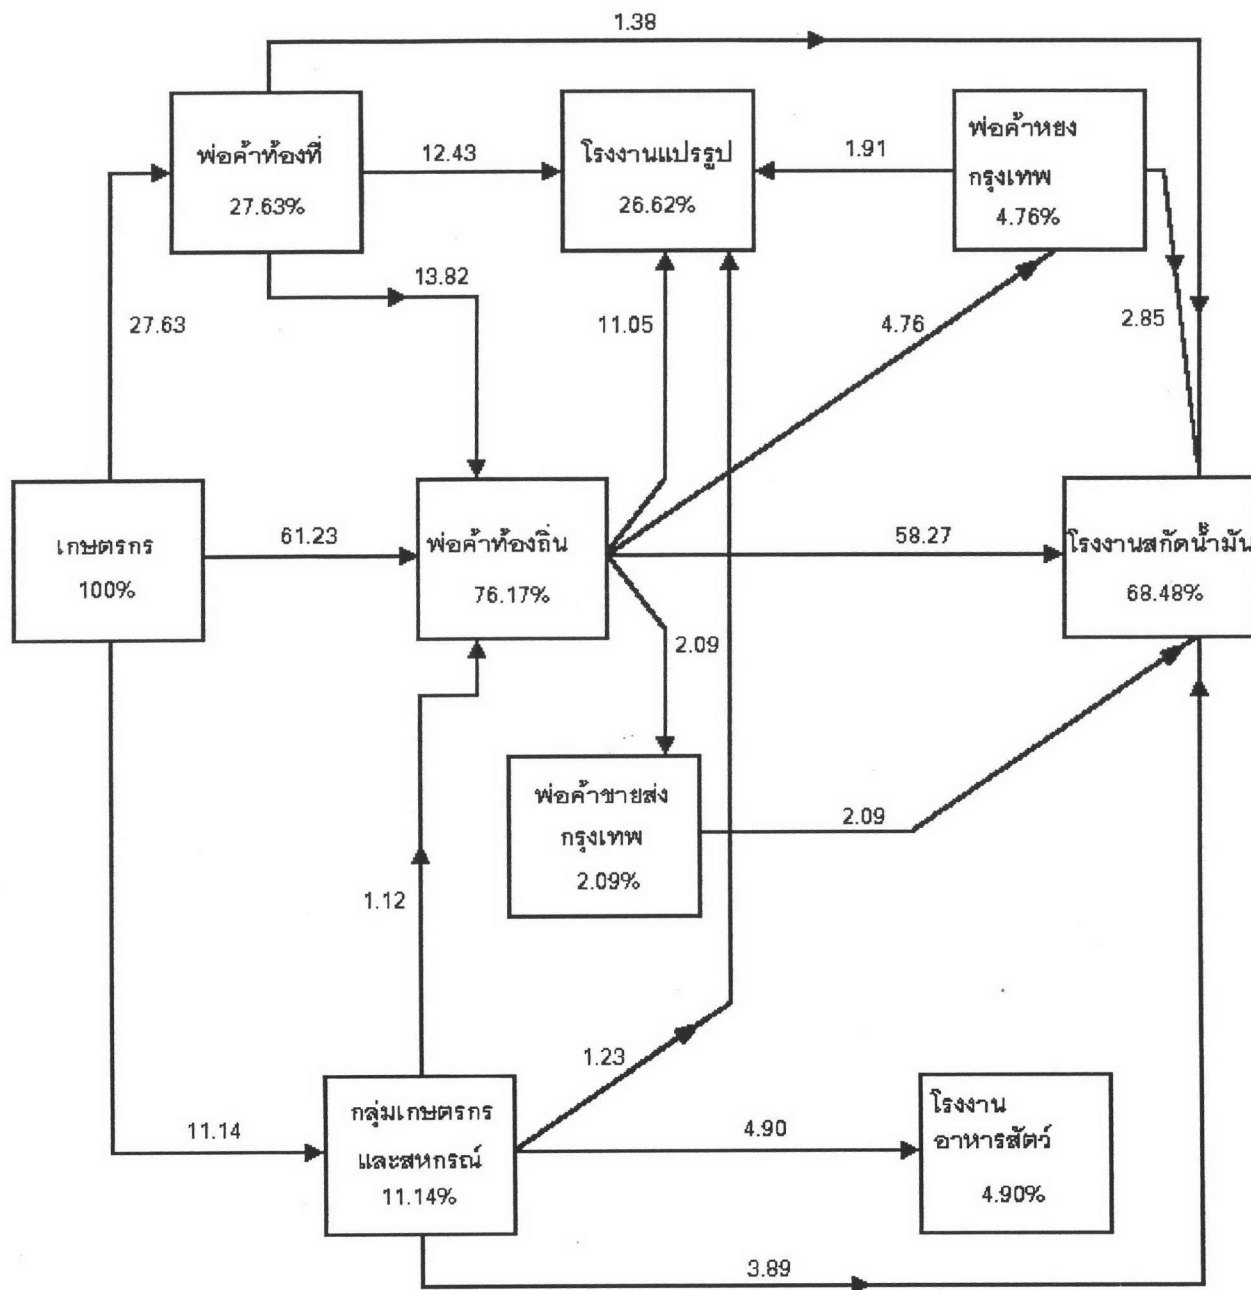 1.38
พ่อค้าท้องที่
27.63%
12.43
โรงงานแปรรูป
26.62%
1.91
พ่อค้าหยง
กรุงเทพ
4.76%
13.82
27.63
11.05
4.76
2.85
เกษตรกร
100%
61.23
พ่อค้าท้องถิ่น
76.17%
58.27
โรงงานสกัดน้ำมัน
68.48%
2.09
พ่อค้าขายส่ง
กรุงเทพ
2.09%
2.09
1.12
1.23
11.14
กลุ่มเกษตรกร
และสหกรณ์
11.14%
4.90
โรงงาน
อาหารสัตว์
4.90%
3.89